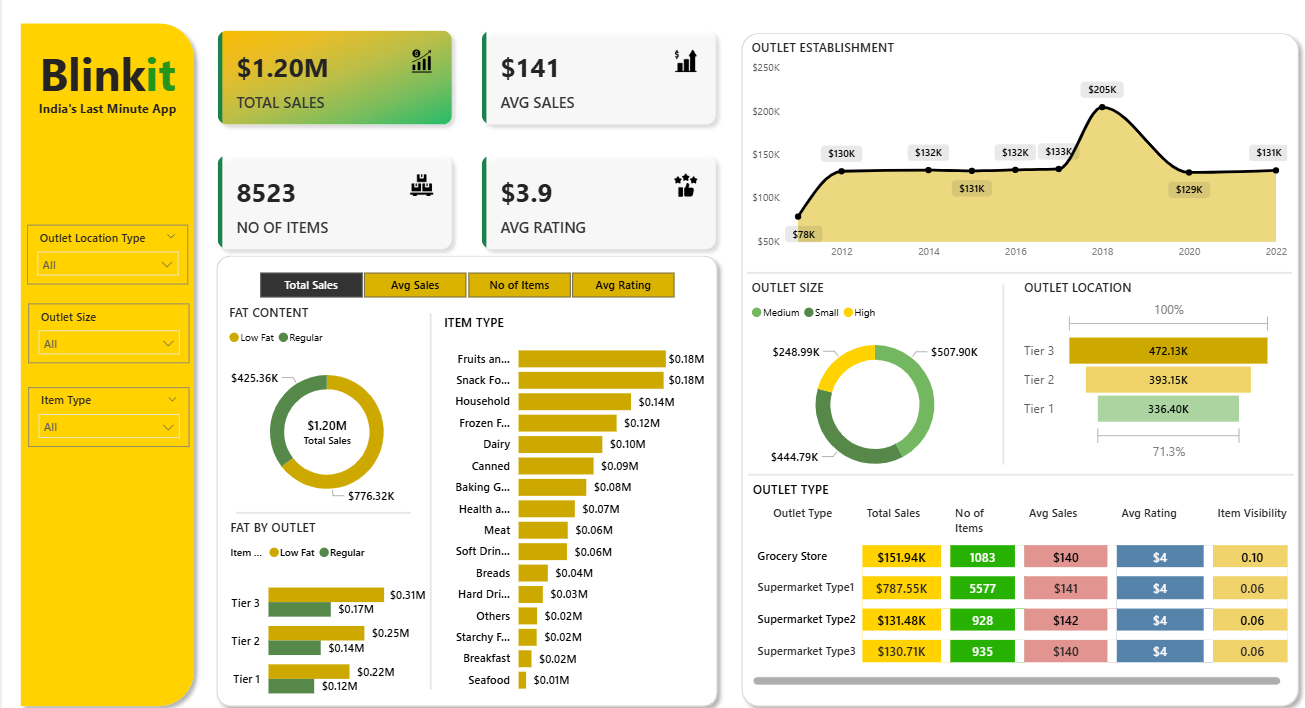 Blinkit
India's Last Minute App
Outlet Location Type
All
Outlet Size
All
Item Type
All
$1.20M
TOTAL SALES
$141
AVG SALES
8523
NO OF ITEMS
$3.9
AVG RATING
Total Sales Avg Sales No of Items Avg Rating
FAT CONTENT
Low Fat Regular
$425.36K
$1.20M
Total Sales
$776.32K
FAT BY OUTLET
Item ... Low Fat Regular
Tier 3 $0.31M
$0.17M
Tier 2 $0.25M
$0.14M
Tier 1 $0.22M
$0.12M
ITEM TYPE
Fruits an... $0.18M
Snack Fo... $0.18M
Household $0.14M
Frozen F... $0.12M
Dairy $0.10M
Canned $0.09M
Baking G... $0.08M
Health a... $0.07M
Meat $0.06M
Soft Drin... $0.06M
Breads $0.04M
Hard Dri... $0.03M
Others $0.02M
Starchy F... $0.02M
Breakfast $0.02M
Seafood $0.01M
OUTLET ESTABLISHMENT
$250K
$200K
$150K
$100K
$50K
$78K
$130K
$132K
$131K
$132K
$133K
$205K
$129K
$131K
2012 2014 2016 2018 2020 2022
OUTLET SIZE
Medium Small High
$248.99K
$507.90K
$444.79K
OUTLET LOCATION
100%
Tier 3 472.13K
Tier 2 393.15K
Tier 1 336.40K
71.3%
OUTLET TYPE
Outlet Type Total Sales No of Items Avg Sales Avg Rating Item Visibility
Grocery Store $151.94K 1083 $140 $4 0.10
Supermarket Type1 $787.55K 5577 $141 $4 0.06
Supermarket Type2 $131.48K 928 $142 $4 0.06
Supermarket Type3 $130.71K 935 $140 $4 0.06